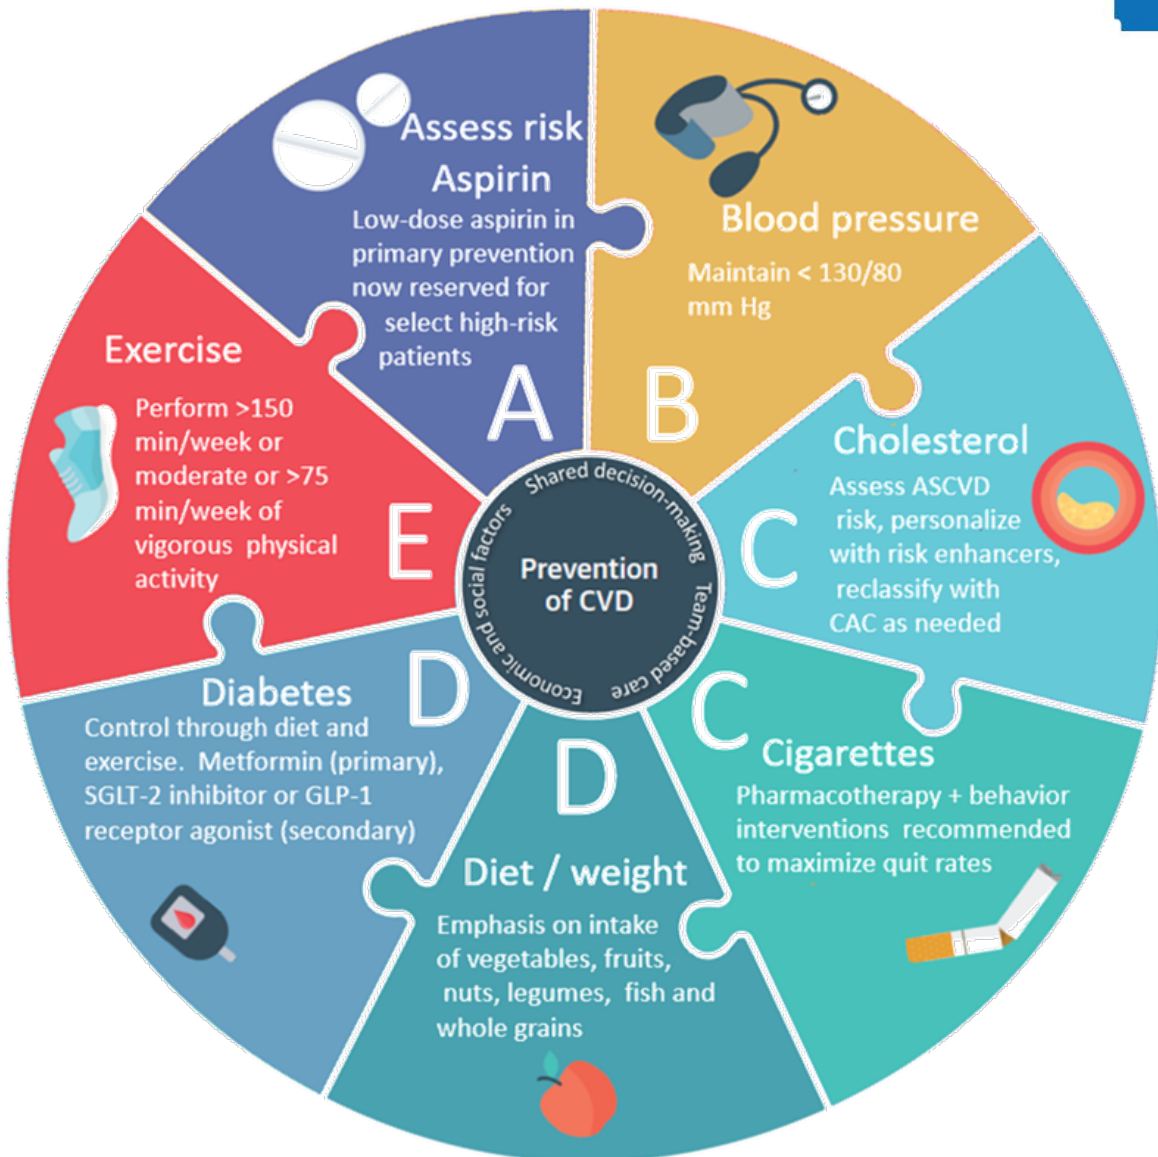 Assess risk
Aspirin
Low-dose aspirin in
primary prevention
now reserved for
select high-risk
patients
A
Blood pressure
Maintain < 130/80
mm Hg
B
Cholesterol
Assess ASCVD
risk, personalize
with risk enhancers,
reclassify with
CAC as needed
C
C
Cigarettes
Pharmacotherapy + behavior
interventions recommended
to maximize quit rates
D
Diet / weight
Emphasis on intake
of vegetables, fruits,
nuts, legumes, fish and
whole grains
D
Diabetes
Control through diet and
exercise. Metformin (primary),
SGLT-2 inhibitor or GLP-1
receptor agonist (secondary)
Exercise
Perform >150
min/week or
moderate or >75
min/week of
vigorous physical
activity
E
Shared decision-making
Team-based care
Economic and social factors
Prevention
of CVD